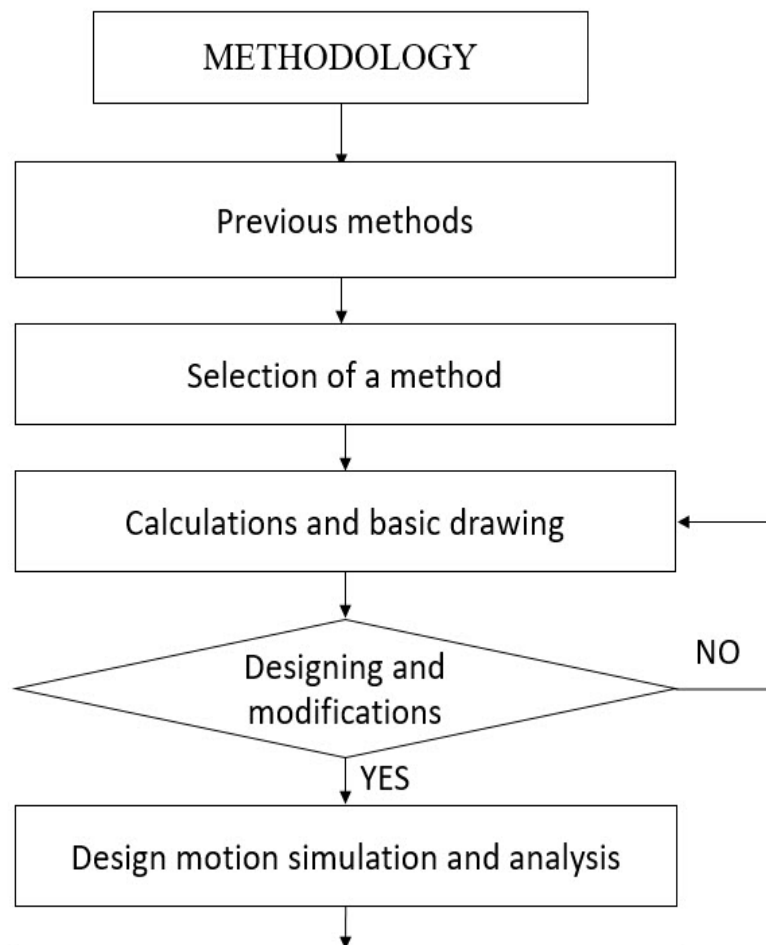 METHODOLOGY
Previous methods
Selection of a method
Calculations and basic drawing
Designing and
modifications
NO
YES
Design motion simulation and analysis